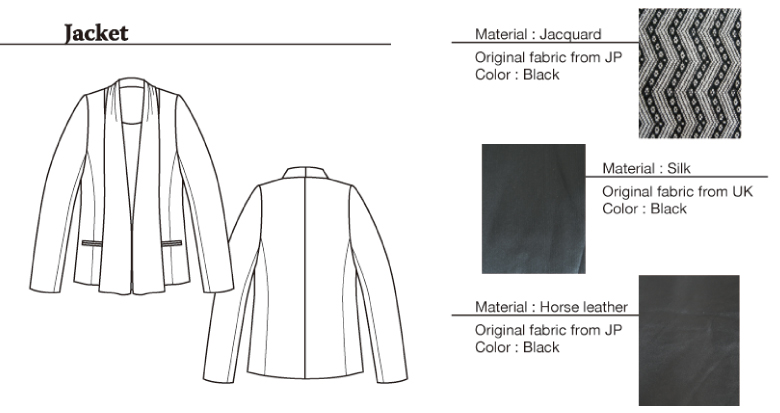 Jacket
Material : Jacquard
Original fabric from JP
Color : Black
Material : Silk
Original fabric from UK
Color : Black
Material : Horse leather
Original fabric from JP
Color : Black